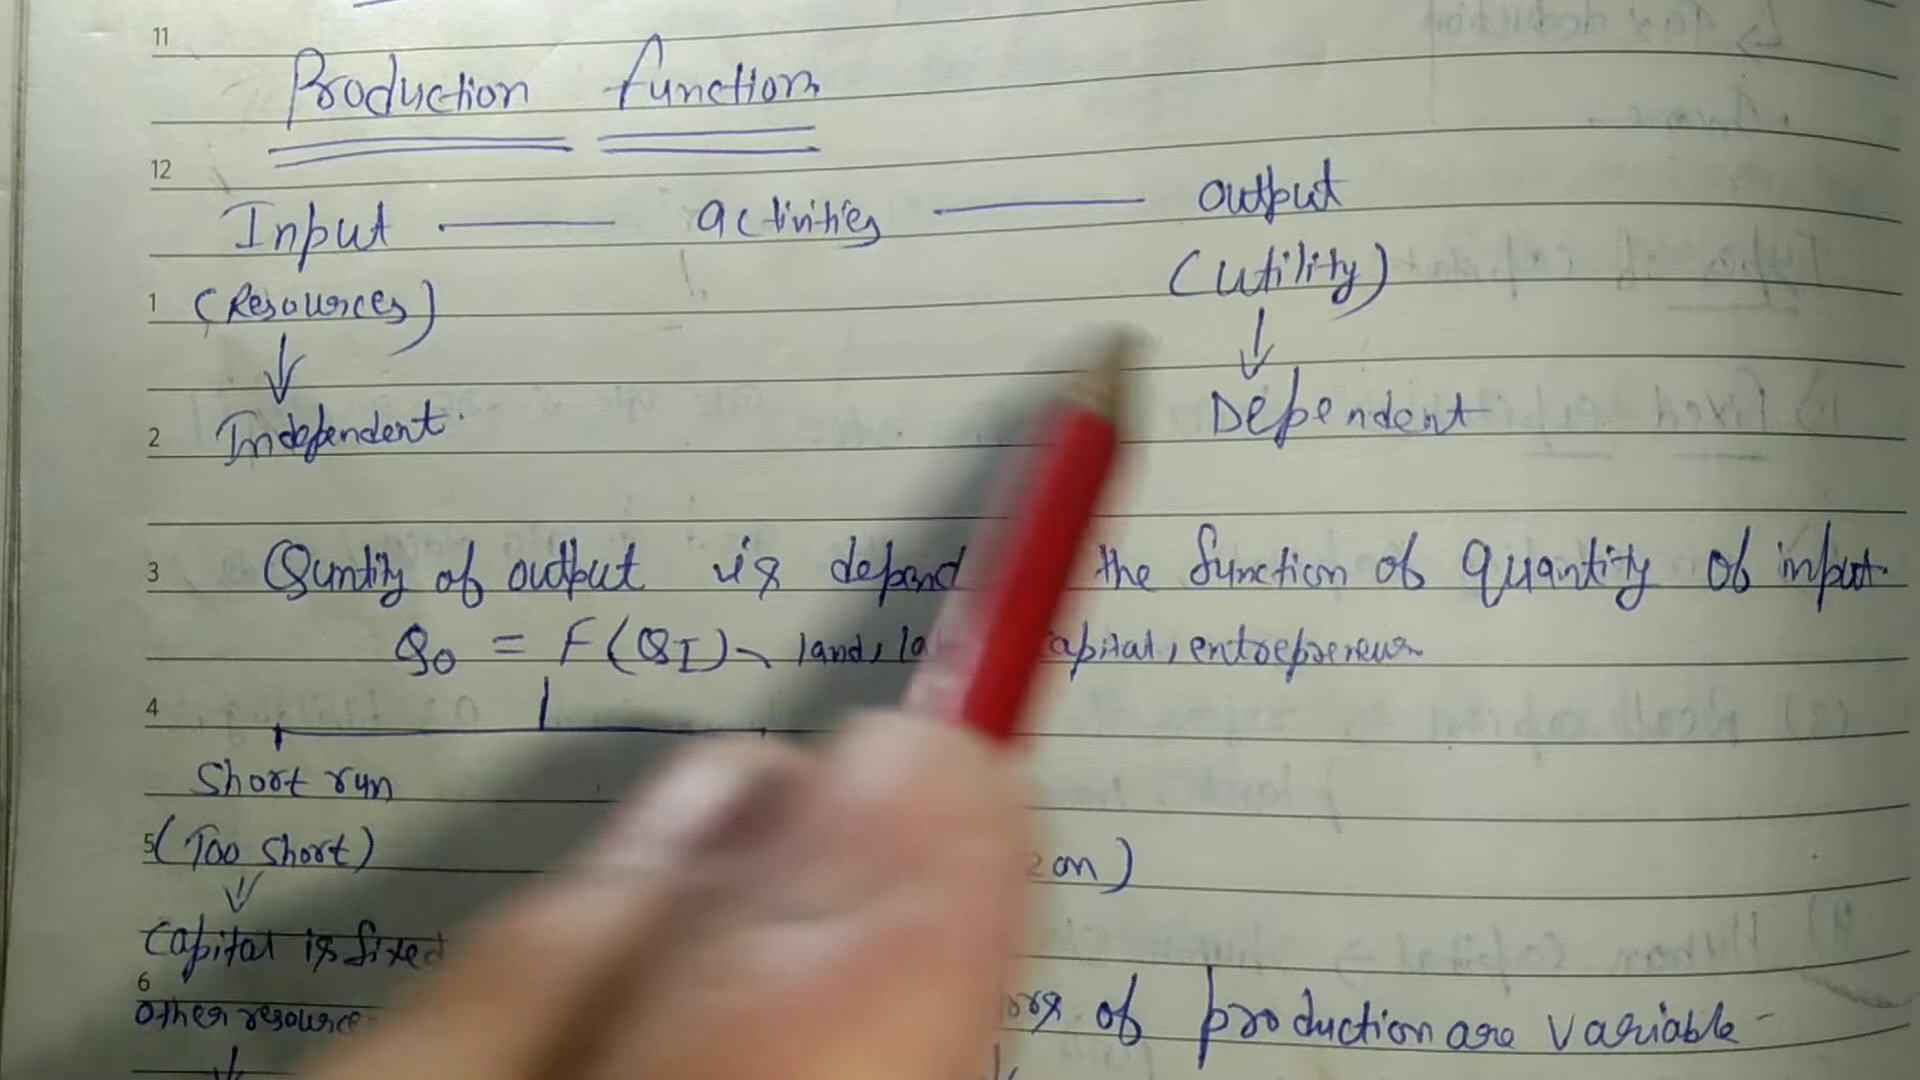 11
Production function
12
Input — activities — output
(Utility)
1 (Resources)
Dependent
2 Independent
3 Quntity of output is depend the function of quantity of input.
Qo = F(QI) land, capital, entrepreneur
4
Short run
5 (Too short)
zon)
Capital is fixed
6
other resource of production are variable -